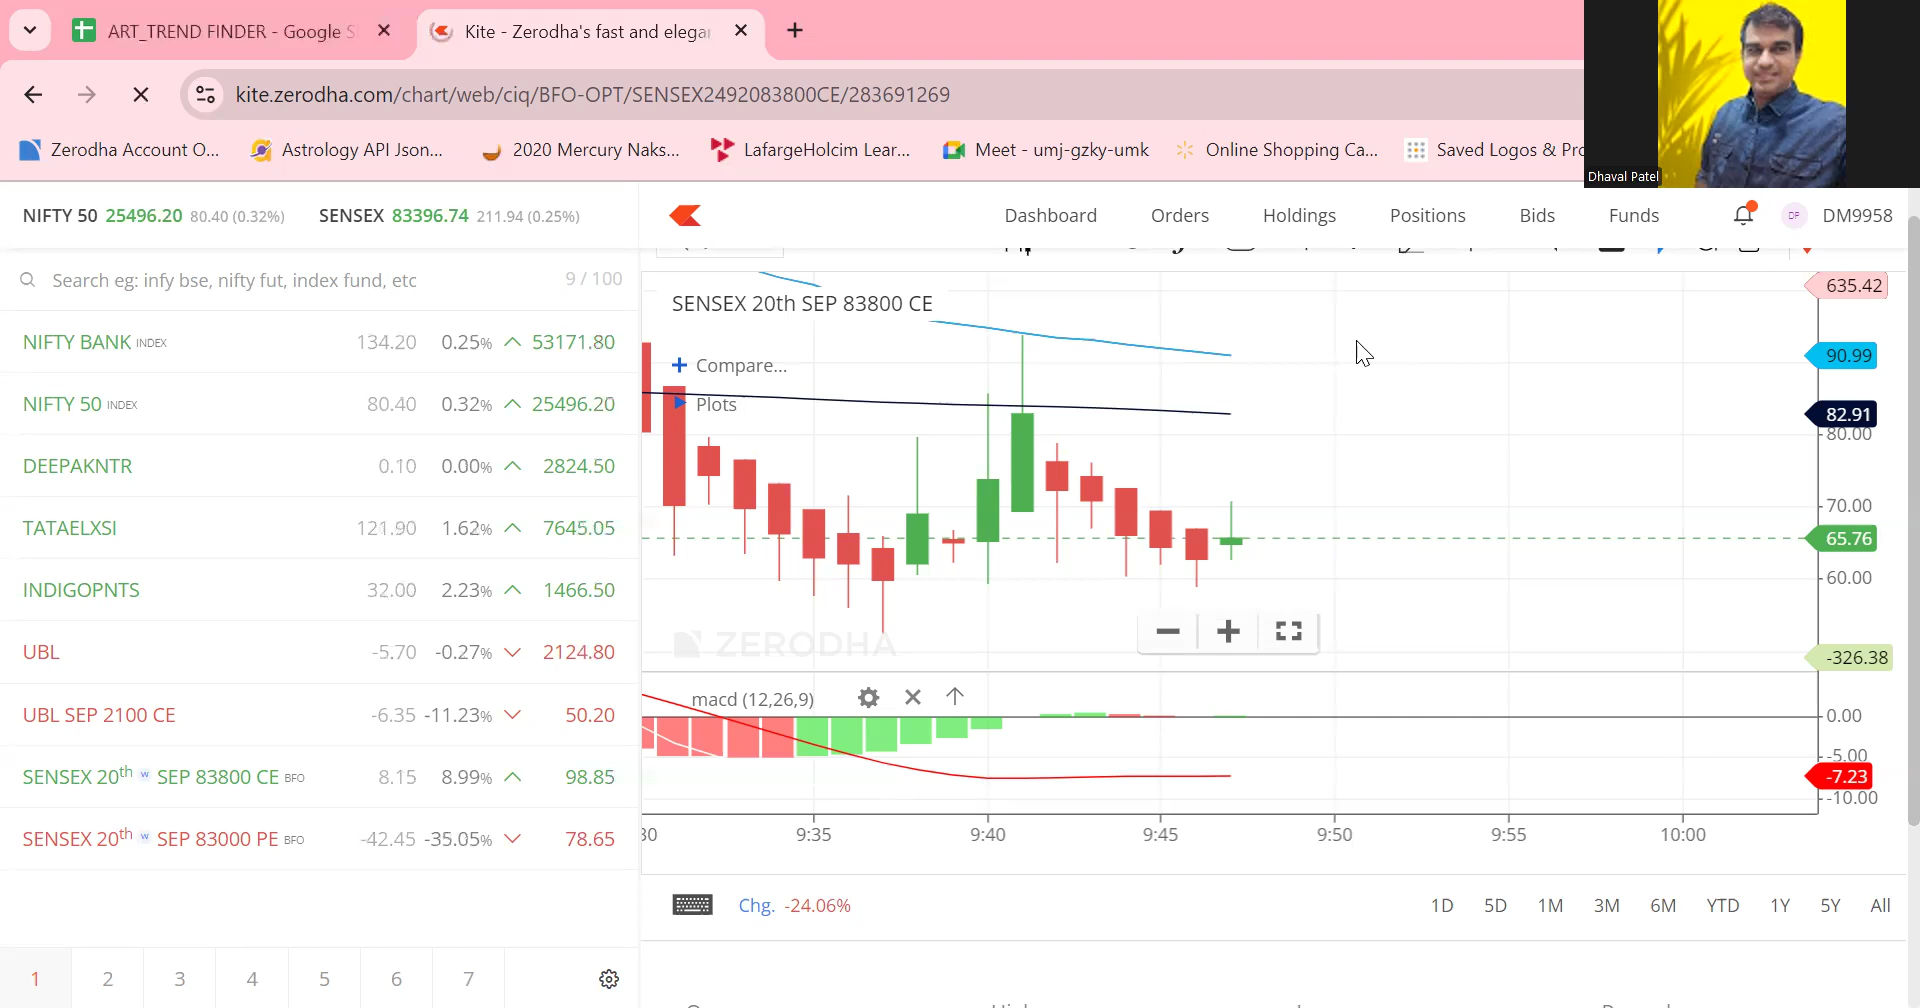 ART_TREND FINDER - Google S
Kite - Zerodha's fast and elegar
kite.zerodha.com/chart/web/ciq/BFO-OPT/SENSEX2492083800CE/283691269
Zerodha Account O...
Astrology API Json...
2020 Mercury Naks...
LafargeHolcim Lear...
Meet - umj-gzky-umk
Online Shopping Ca...
Saved Logos & Pro
Dhaval Patel
NIFTY 50 25496.20 80.40 (0.32%) SENSEX 83396.74 211.94 (0.25%)
Dashboard Orders Holdings Positions Bids Funds DP DM9958
Search eg: infy bse, nifty fut, index fund, etc 9 / 100
NIFTY BANK INDEX 134.20 0.25% 53171.80
NIFTY 50 INDEX 80.40 0.32% 25496.20
DEEPAKNTR 0.10 0.00% 2824.50
TATAELXSI 121.90 1.62% 7645.05
INDIGOPNTS 32.00 2.23% 1466.50
UBL -5.70 -0.27% 2124.80
UBL SEP 2100 CE -6.35 -11.23% 50.20
SENSEX 20th w SEP 83800 CE BFO 8.15 8.99% 98.85
SENSEX 20th w SEP 83000 PE BFO -42.45 -35.05% 78.65
1 2 3 4 5 6 7
SENSEX 20th SEP 83800 CE
Compare...
Plots
635.42
90.99
82.91
80.00
70.00
65.76
60.00
-326.38
ZERODHA
macd (12,26,9)
0.00
-5.00
-7.23
-10.00
30 9:35 9:40 9:45 9:50 9:55 10:00
Chg. -24.06%
1D 5D 1M 3M 6M YTD 1Y 5Y All